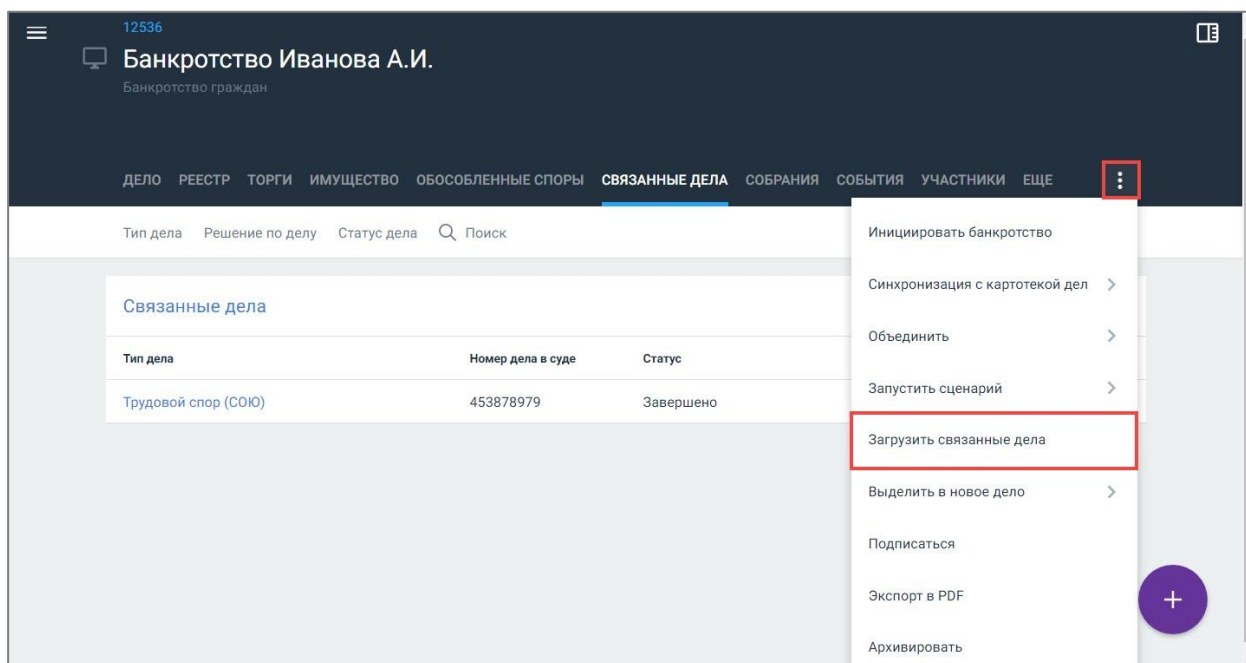 12536
Банкротство Иванова А.И.
Банкротство граждан
ДЕЛО РЕЕСТР ТОРГИ ИМУЩЕСТВО ОБОСОБЛЕННЫЕ СПОРЫ СВЯЗАННЫЕ ДЕЛА СОБРАНИЯ СОБЫТИЯ УЧАСТНИКИ ЕЩЕ
Тип дела Решение по делу Статус дела Поиск
Связанные дела
Тип дела Номер дела в суде Статус
Трудовой спор (СОЮ) 453878979 Завершено
Инициировать банкротство
Синхронизация с картотекой дел
Объединить
Запустить сценарий
Загрузить связанные дела
Выделить в новое дело
Подписаться
Экспорт в PDF
Архивировать